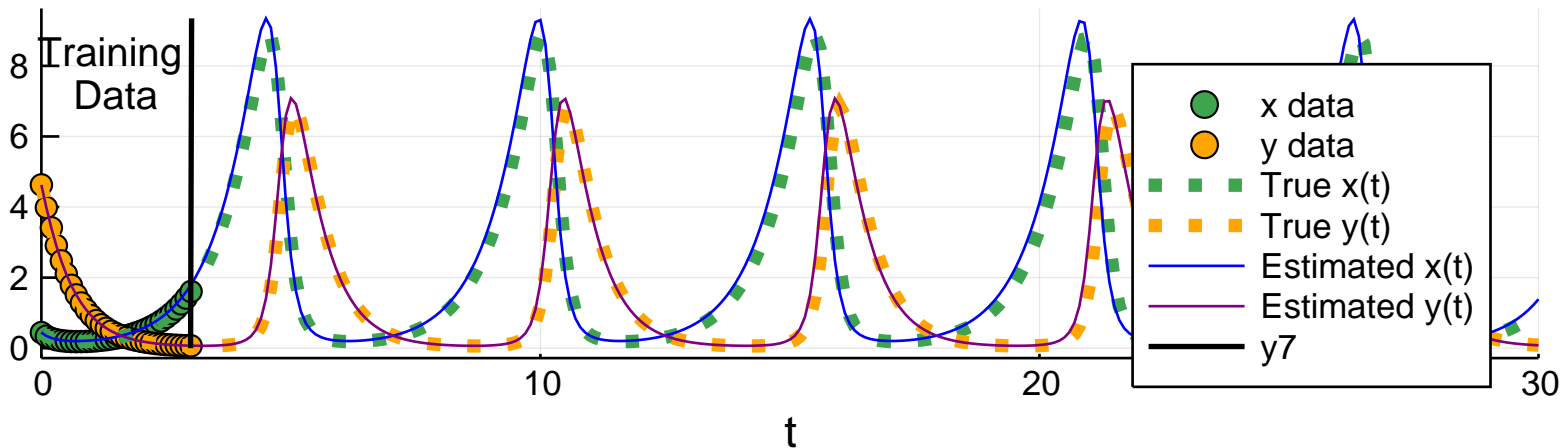 Training
Data
8
6
4
2
0
0
10
20
30
t
x data
y data
True x(t)
True y(t)
Estimated x(t)
Estimated y(t)
y7